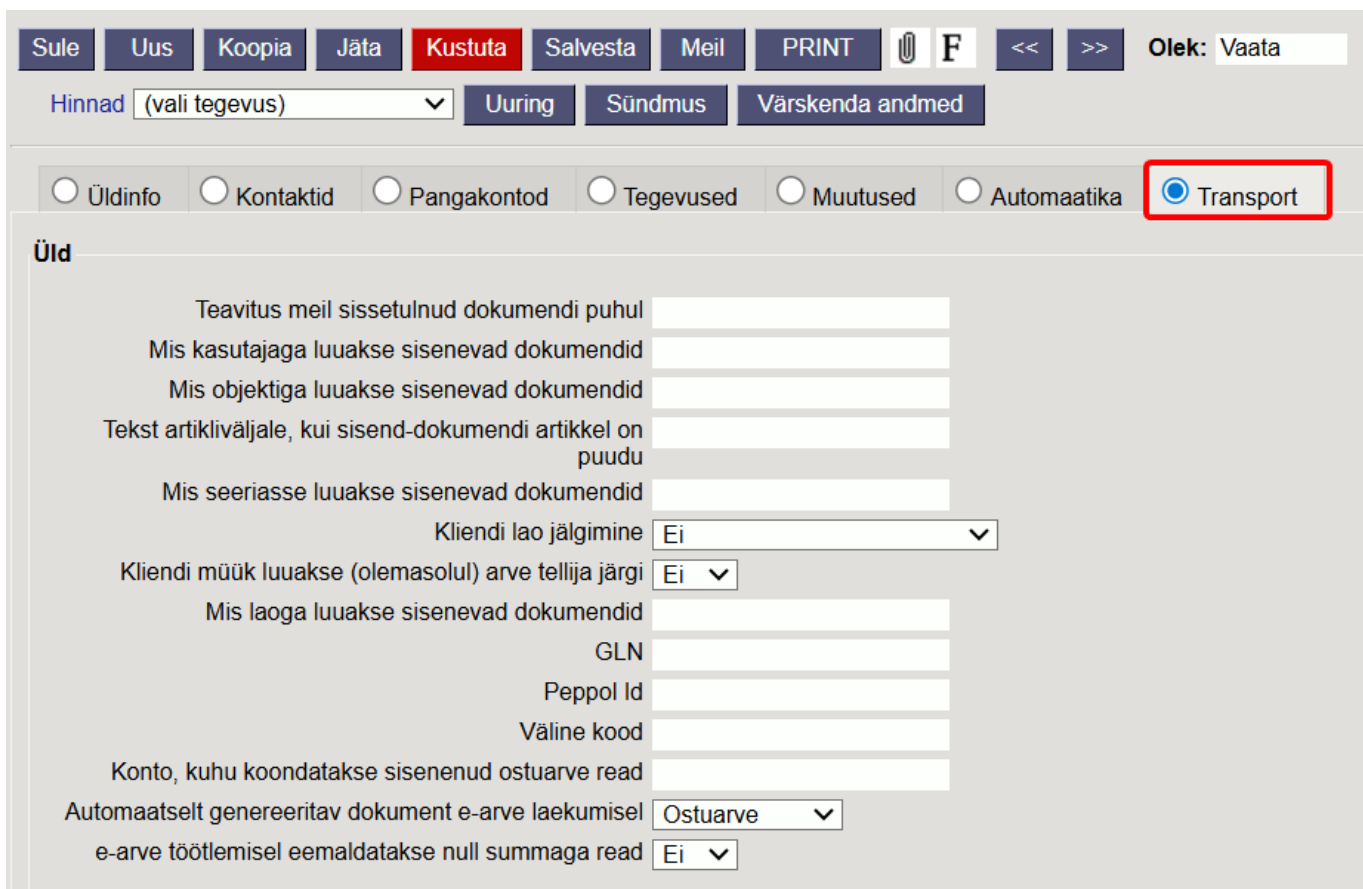 Sule Uus Koopia Jäta Kustuta Salvesta Meil PRINT F << >> Olek: Vaata
Hinnad (vali tegevus) Uuring Sündmus Värskenda andmed
Üldinfo Kontaktid Pangakontod Tegevused Muutused Automaatika Transport
Üld
Teavitus meil sissetulnud dokumendi puhul
Mis kasutajaga luuakse sisenevad dokumendid
Mis objektiga luuakse sisenevad dokumendid
Tekst artikliväljale, kui sisend-dokumendi artikkel on
puudu
Mis seeriasse luuakse sisenevad dokumendid
Kliendi lao jälgimine Ei
Kliendi müük luuakse (olemasolul) arve tellija järgi Ei
Mis laoga luuakse sisenevad dokumendid
GLN
Peppol Id
Väline kood
Konto, kuhu koondatakse sisenenud ostuarve read
Automaatselt genereeritav dokument e-arve laekumisel Ostuarve
e-arve töötlemisel eemaldatakse null summaga read Ei